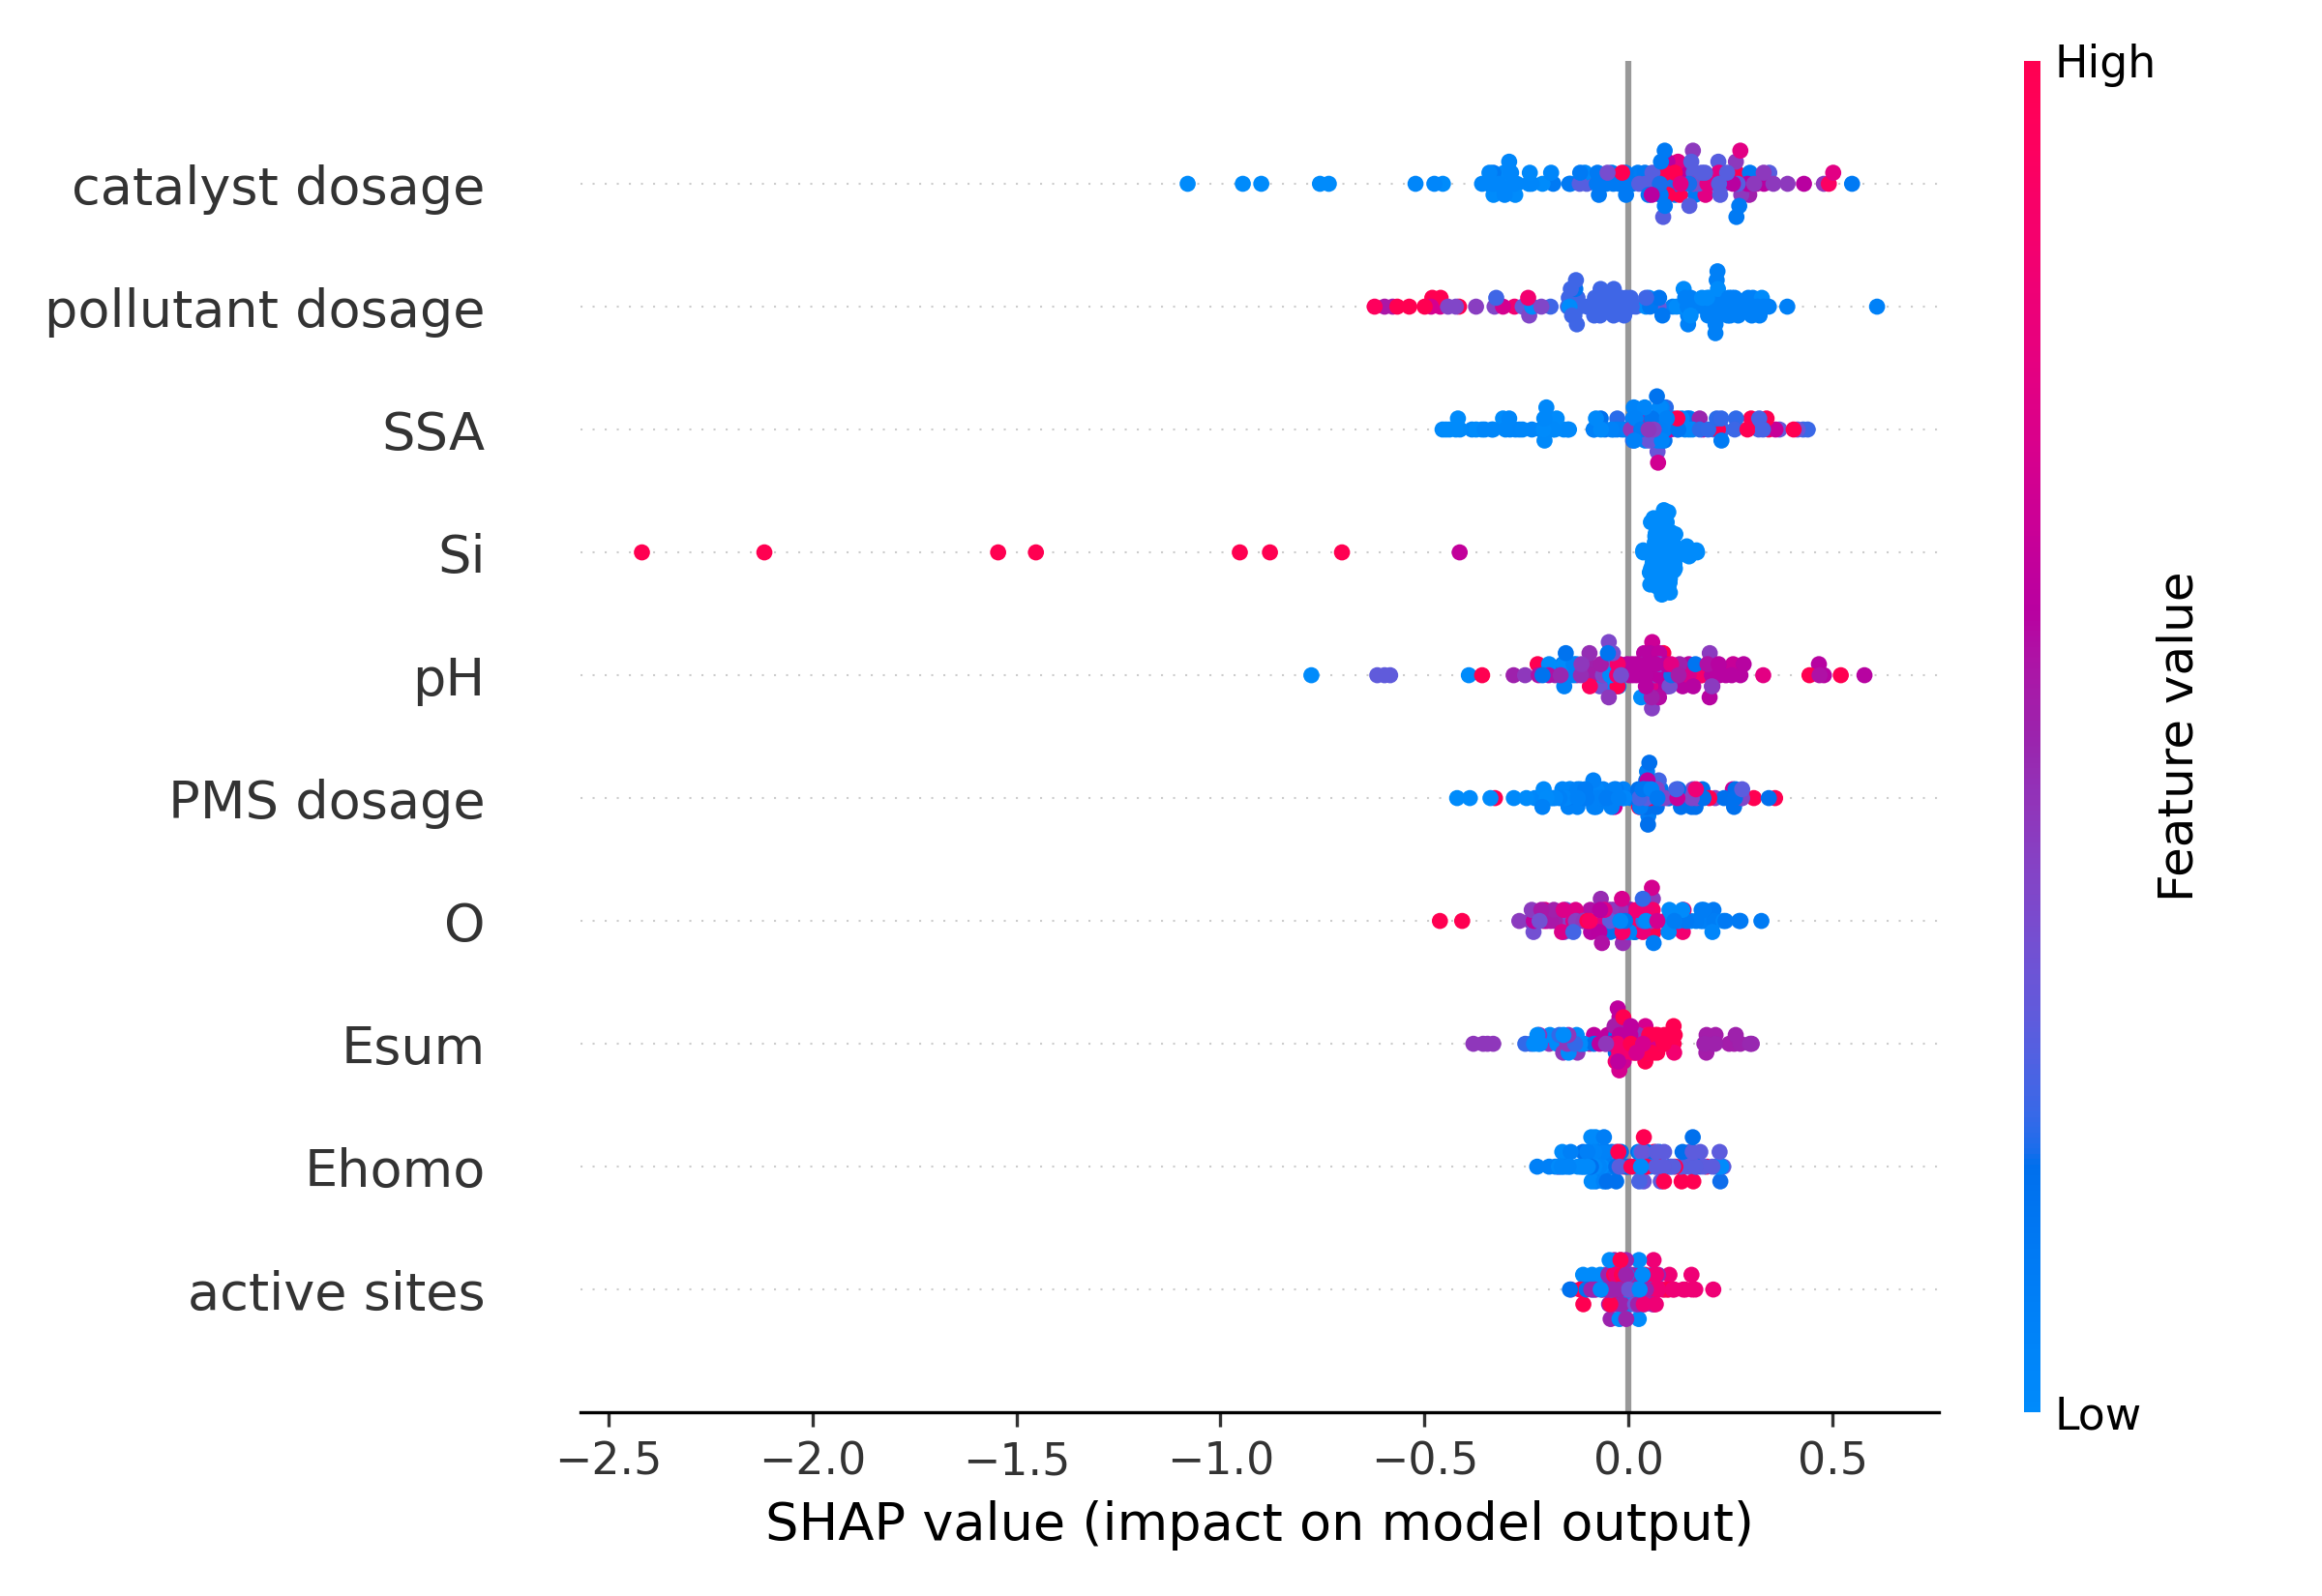 High
catalyst dosage
pollutant dosage
SSA
Si
pH
PMS dosage
O
Esum
Ehomo
active sites
Feature value
Low
−2.5 −2.0 −1.5 −1.0 −0.5 0.0 0.5
SHAP value (impact on model output)